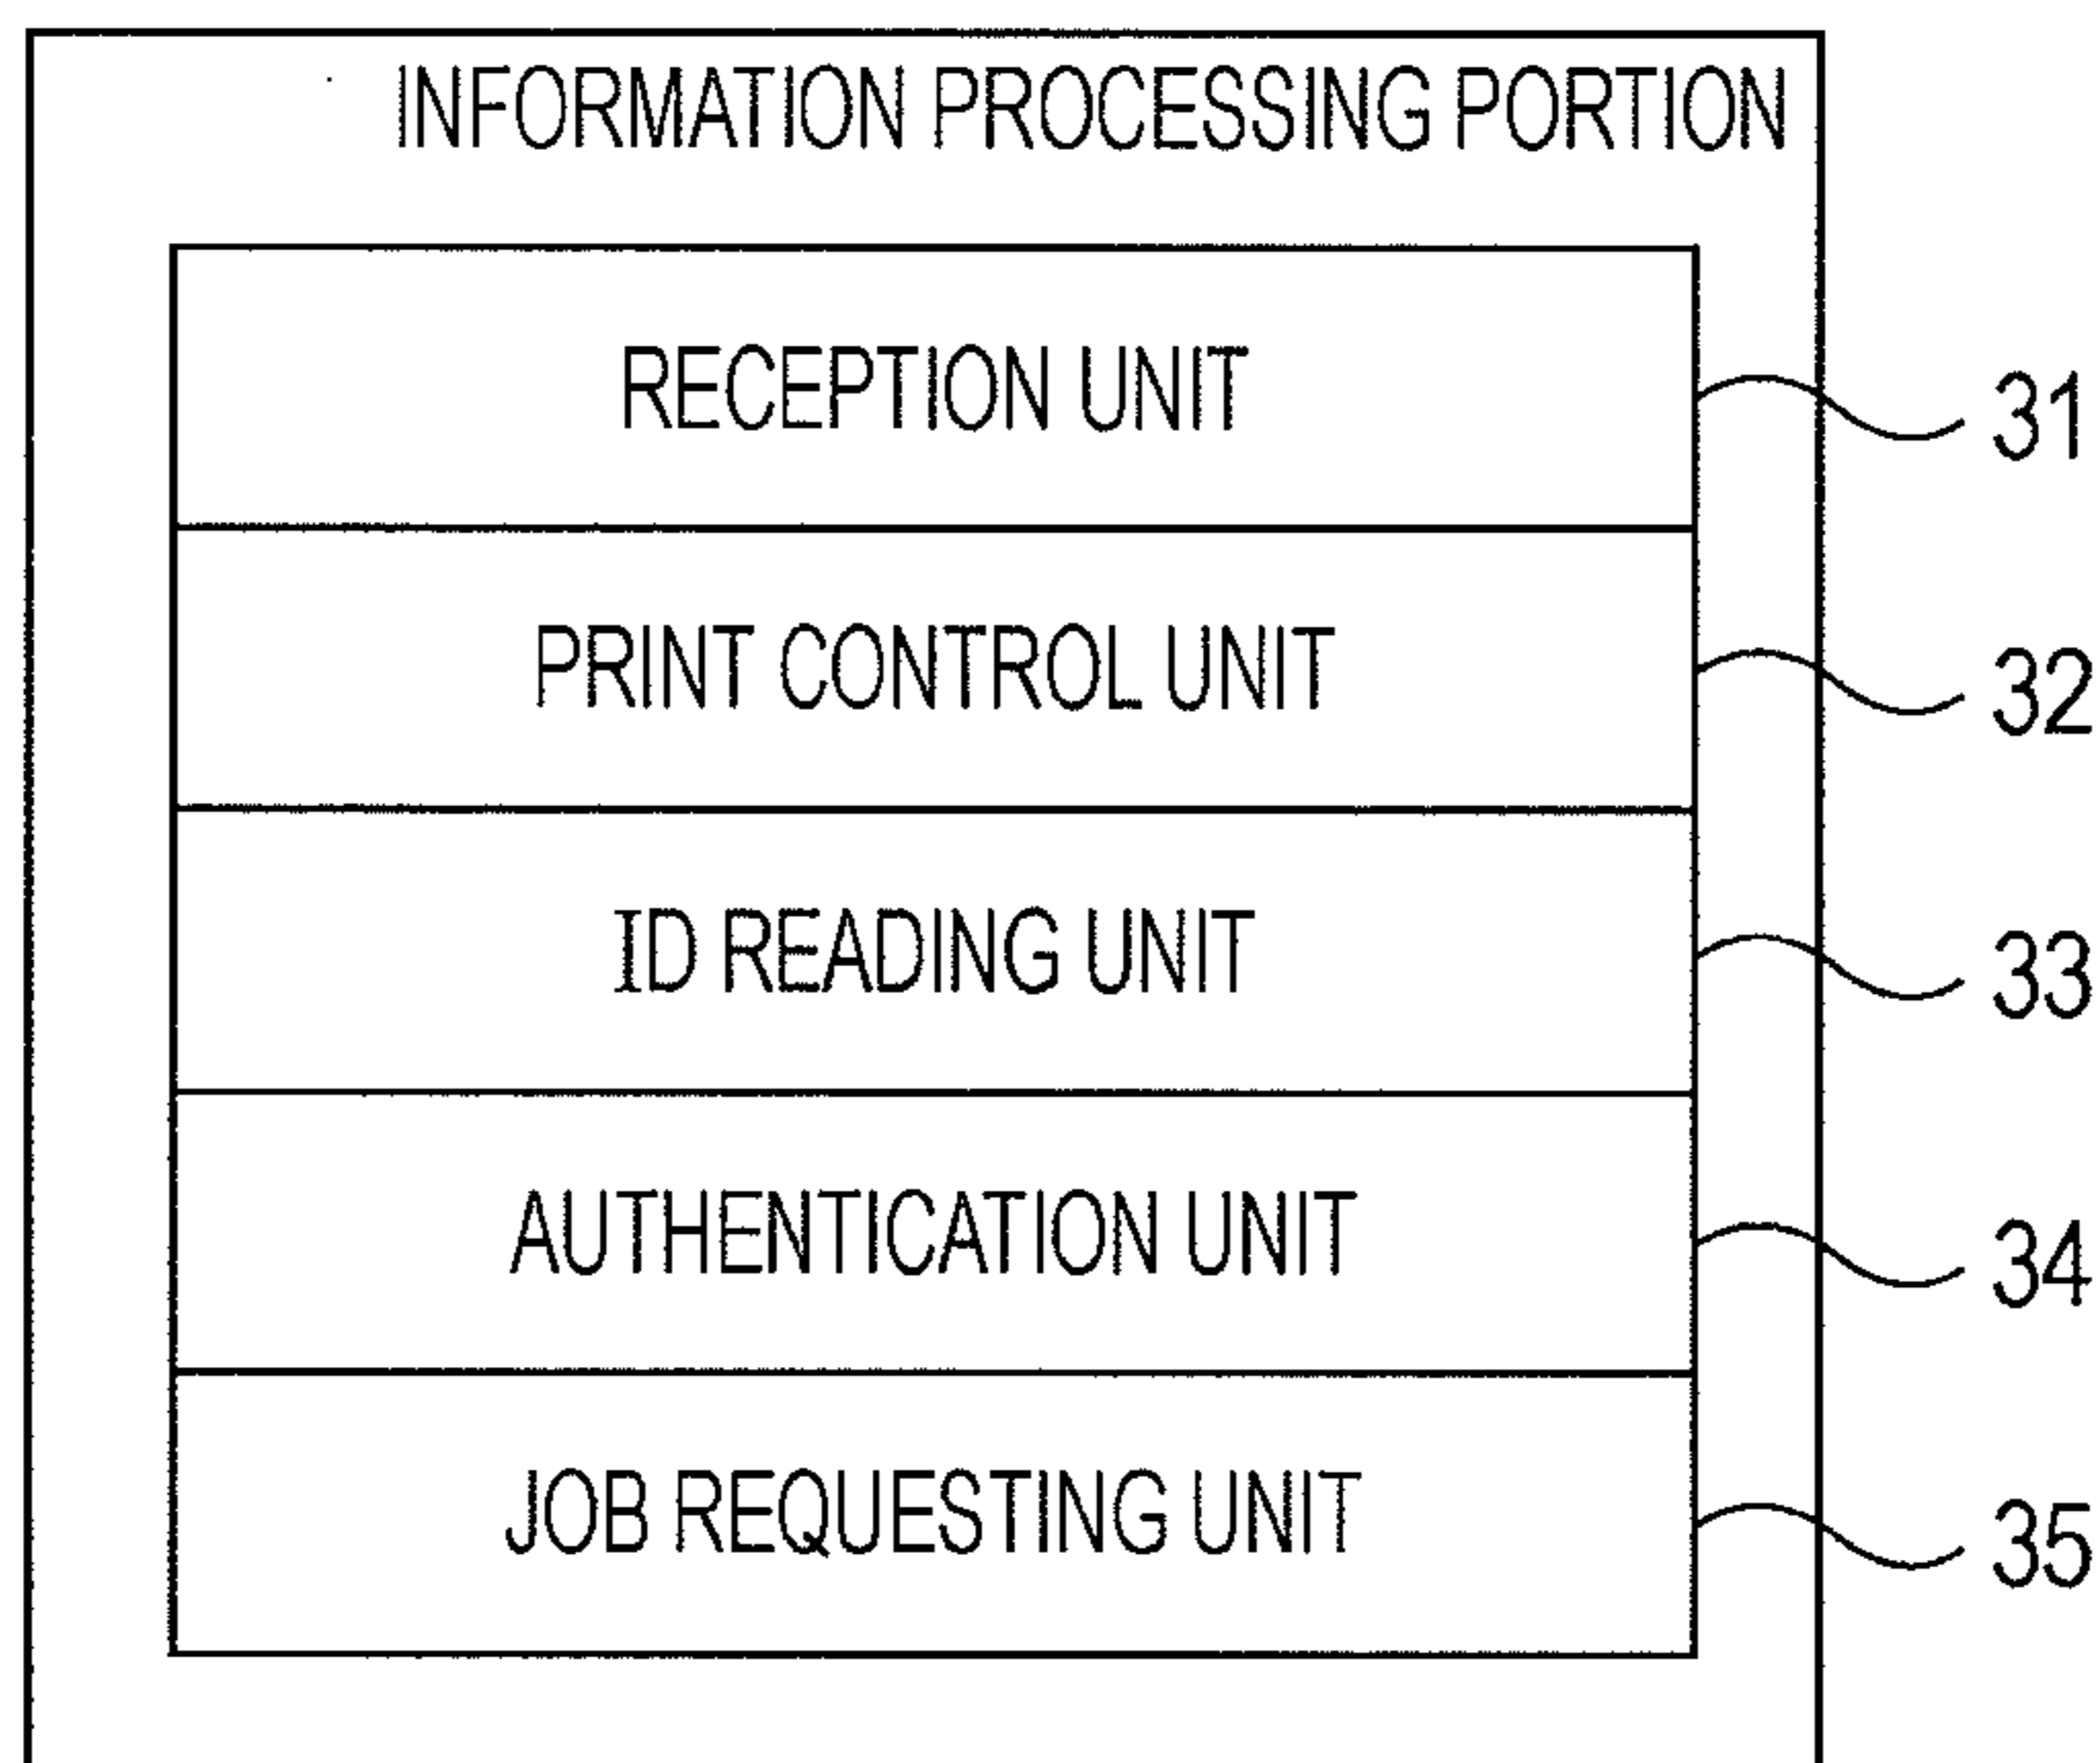 INFORMATION PROCESSING PORTION
RECEPTION UNIT 31
PRINT CONTROL UNIT 32
ID READING UNIT 33
AUTHENTICATION UNIT 34
JOB REQUESTING UNIT 35